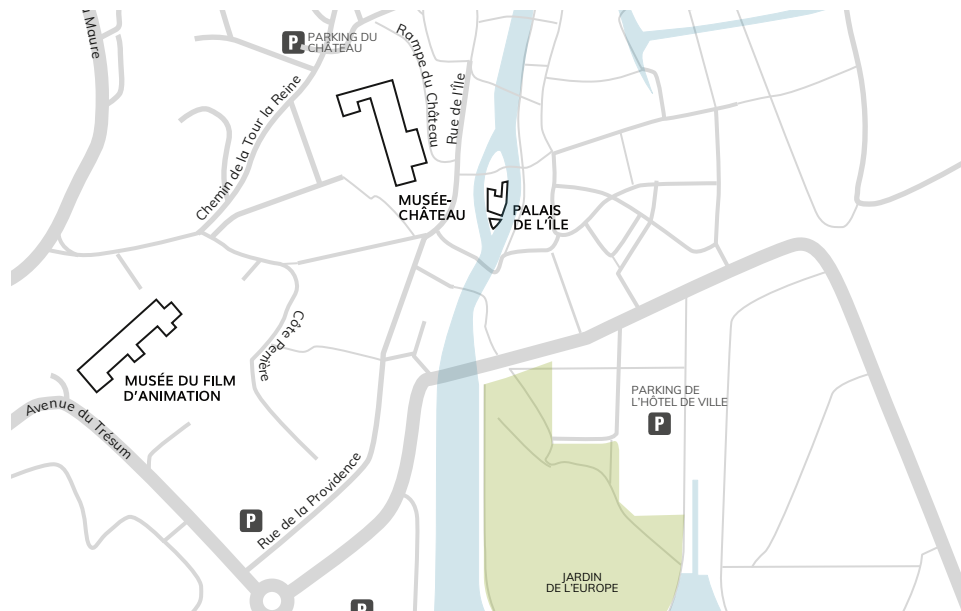 Maure
P PARKING DU
CHÂTEAU
Rampe du Château
Rue de l'Île
Chemin de la Tour la Reine
MUSÉE-
CHÂTEAU
PALAIS
DE L'ÎLE
Côte Perrière
MUSÉE DU FILM
D'ANIMATION
PARKING DE
L'HÔTEL DE VILLE
P
Avenue du Trésum
Rue de la Providence
P
JARDIN
DE L'EUROPE
P